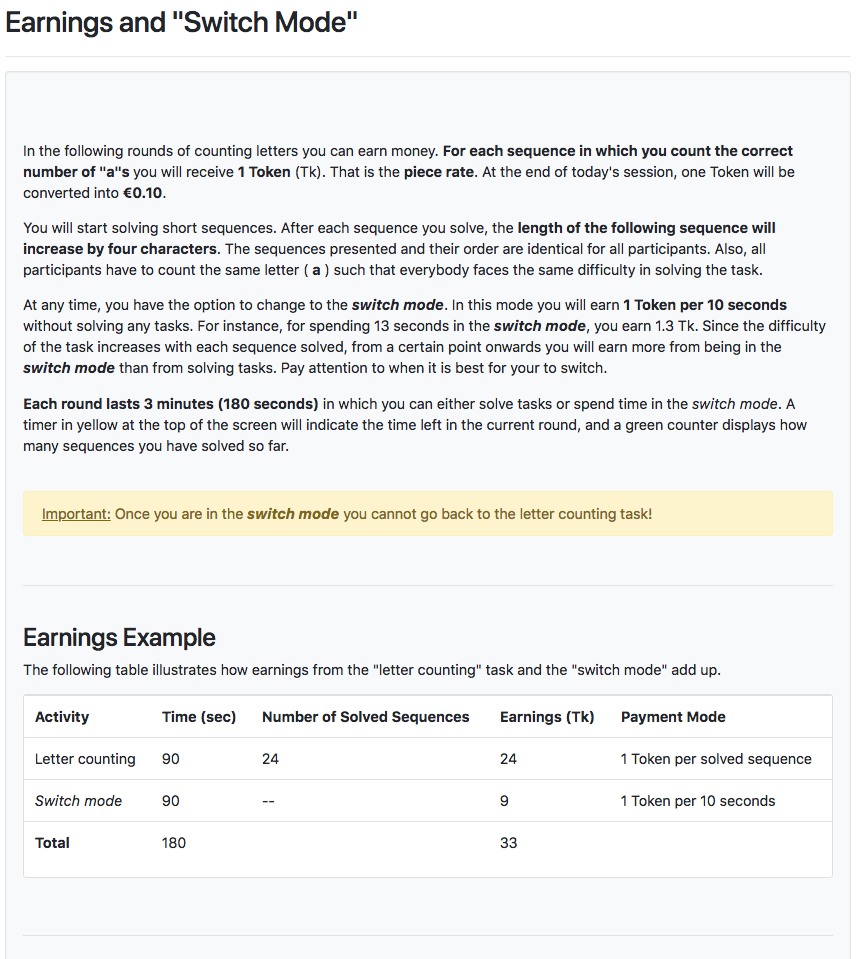 Earnings and "Switch Mode"
In the following rounds of counting letters you can earn money. For each sequence in which you count the correct
number of "a"s you will receive 1 Token (Tk). That is the piece rate. At the end of today's session, one Token will be
converted into €0.10.
You will start solving short sequences. After each sequence you solve, the length of the following sequence will
increase by four characters. The sequences presented and their order are identical for all participants. Also, all
participants have to count the same letter ( a ) such that everybody faces the same difficulty in solving the task.
At any time, you have the option to change to the switch mode. In this mode you will earn 1 Token per 10 seconds
without solving any tasks. For instance, for spending 13 seconds in the switch mode, you earn 1.3 Tk. Since the difficulty
of the task increases with each sequence solved, from a certain point onwards you will earn more from being in the
switch mode than from solving tasks. Pay attention to when it is best for your to switch.
Each round lasts 3 minutes (180 seconds) in which you can either solve tasks or spend time in the switch mode. A
timer in yellow at the top of the screen will indicate the time left in the current round, and a green counter displays how
many sequences you have solved so far.
Important: Once you are in the switch mode you cannot go back to the letter counting task!
Earnings Example
The following table illustrates how earnings from the "letter counting" task and the "switch mode" add up.
Activity Time (sec) Number of Solved Sequences Earnings (Tk) Payment Mode
Letter counting 90 24 24 1 Token per solved sequence
Switch mode 90 -- 9 1 Token per 10 seconds
Total 180 33